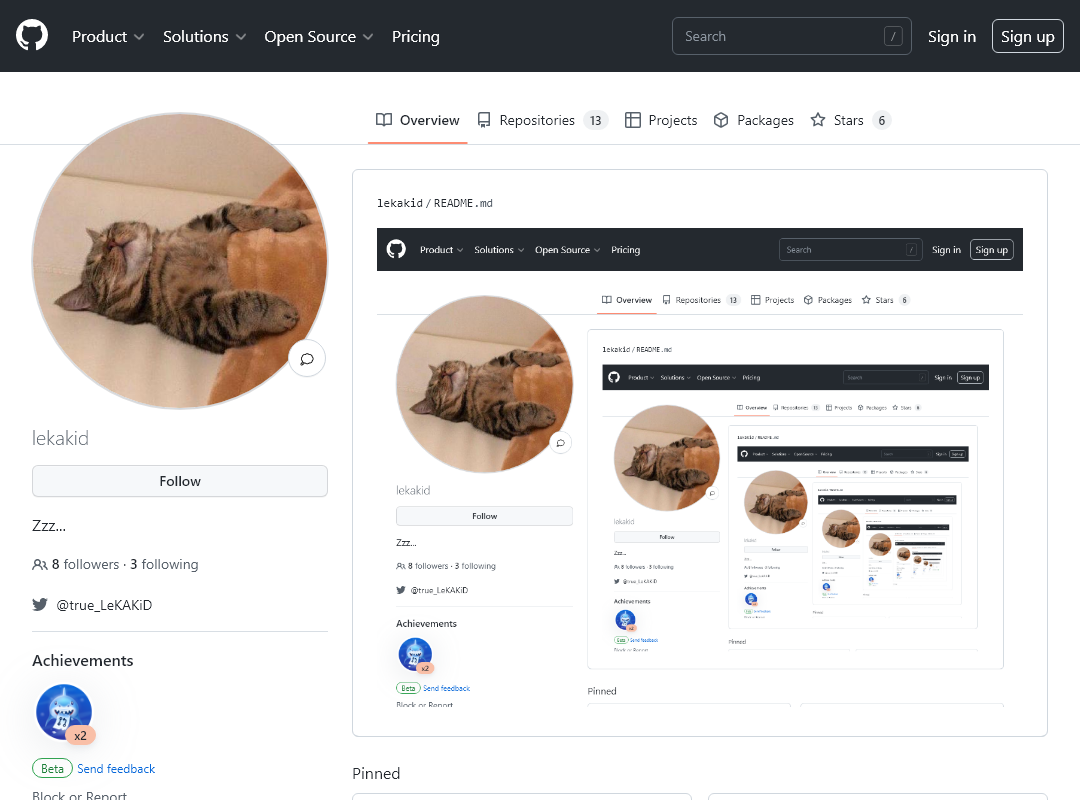 Product Solutions Open Source Pricing Search / Sign in Sign up
Overview Repositories 13 Projects Packages Stars 6
lekakid
Follow
Zzz...
8 followers · 3 following
@true_LeKAKiD
Achievements
x2
Beta Send feedback
Block or Report
lekakid / README.md
Product Solutions Open Source Pricing Search / Sign in Sign up
Overview Repositories 13 Projects Packages Stars 6
lekakid
Follow
Zzz...
8 followers · 3 following
@true_LeKAKiD
Achievements
x2
Beta Send feedback
Block or Report
lekakid / README.md
Product Solutions Open Source Pricing Search Sign in Sign up
Overview Repositories 13 Projects Packages Stars 6
lekakid
Follow
Zzz...
8 followers · 3 following
@true_LeKAKiD
Achievements
x2
Beta Send feedback
Block or Report
Pinned
Pinned
Pinned